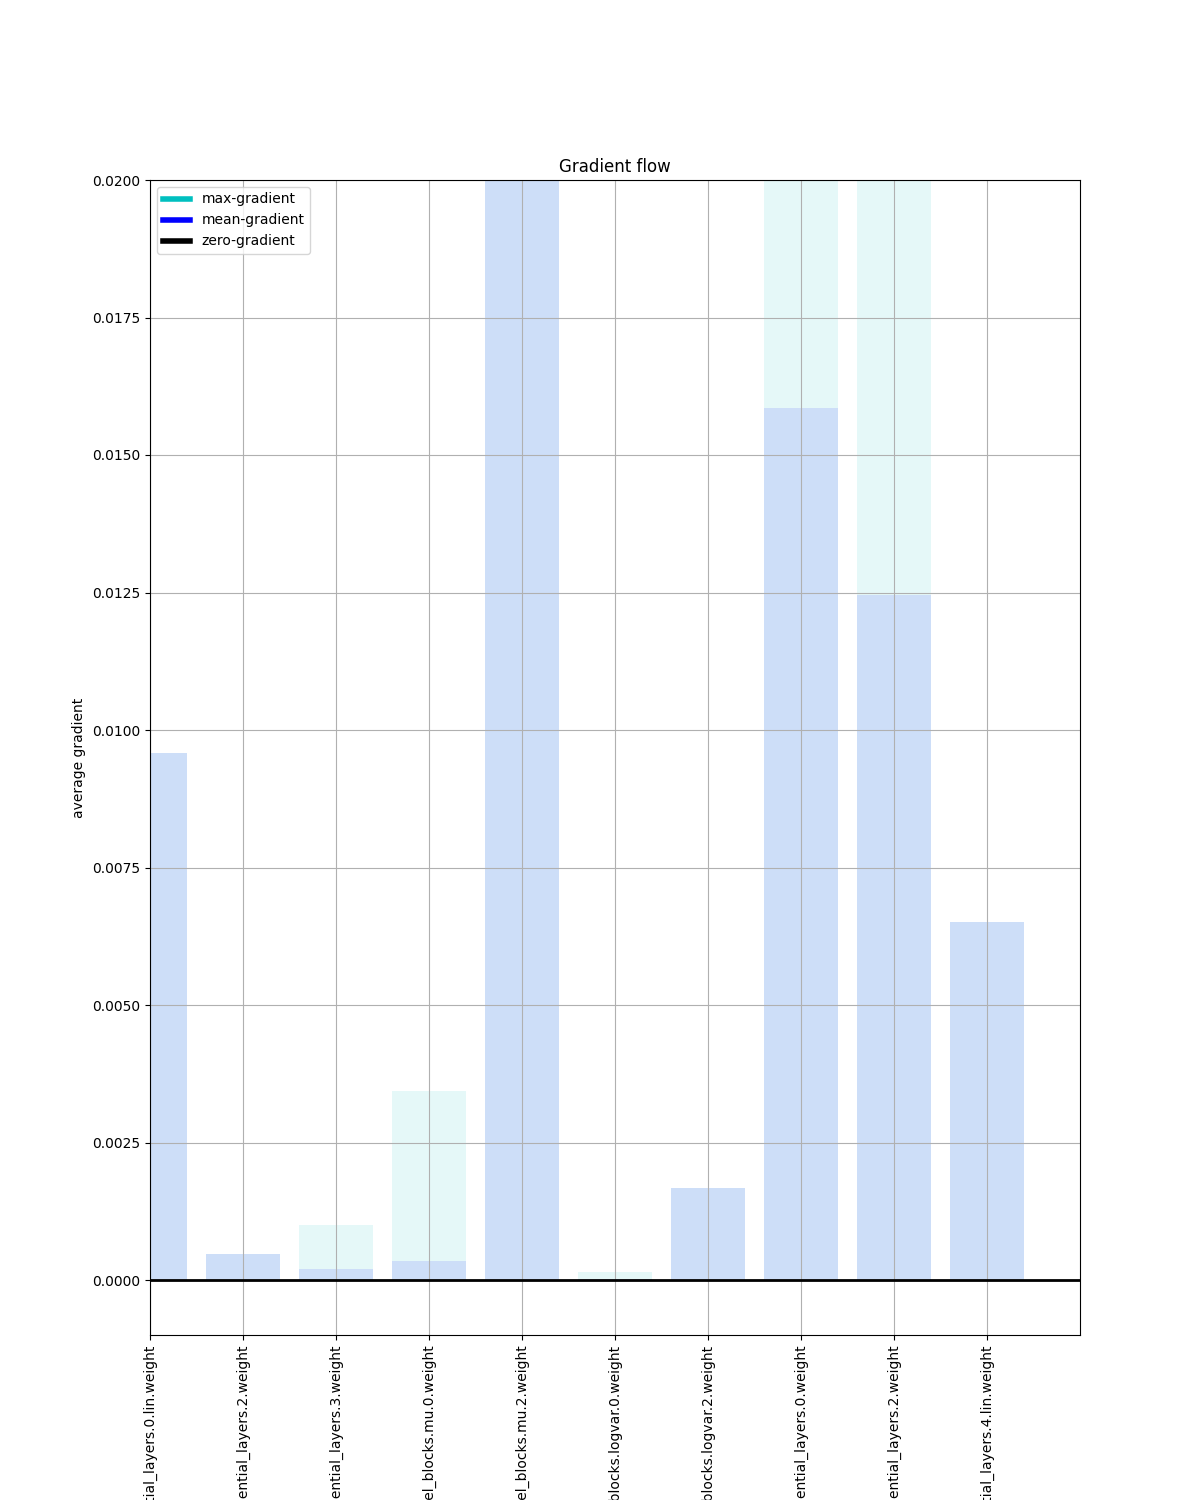 Gradient flow
max-gradient
mean-gradient
zero-gradient
0.0200
0.0175
0.0150
0.0125
0.0100
0.0075
0.0050
0.0025
0.0000
average gradient
tial_layers.0.lin.weight
ential_layers.2.weight
ential_layers.3.weight
el_blocks.mu.0.weight
el_blocks.mu.2.weight
blocks.logvar.0.weight
blocks.logvar.2.weight
ential_layers.0.weight
ential_layers.2.weight
tial_layers.4.lin.weight